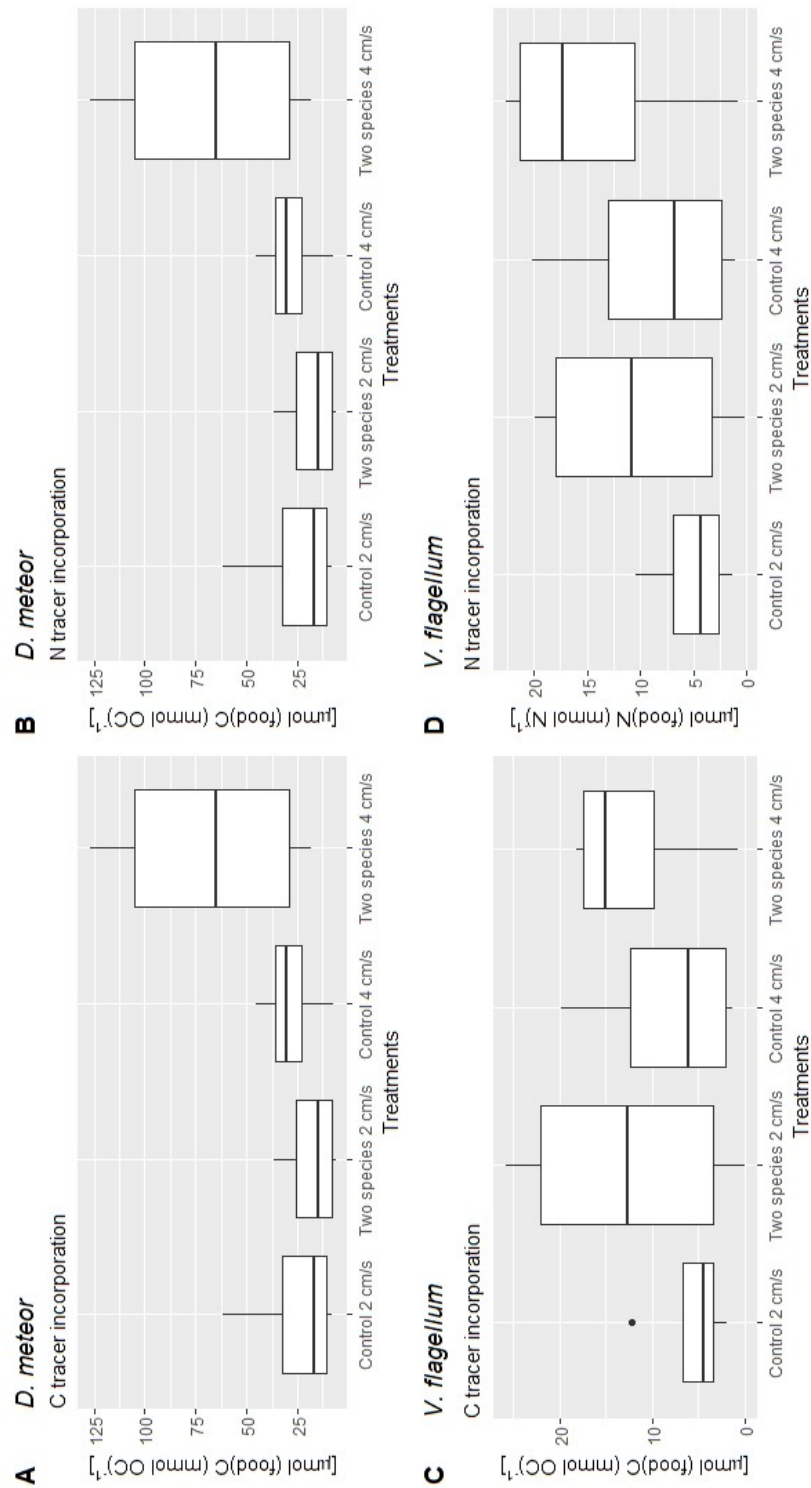 A
D. meteor
C tracer incorporation
[µmol (food)C (mmol OC)⁻¹]
125
100
75
50
25
Control 2 cm/s
Two species 2 cm/s
Control 4 cm/s
Two species 4 cm/s
Treatments
B
D. meteor
N tracer incorporation
[µmol (food)C (mmol OC)⁻¹]
125
100
75
50
25
Control 2 cm/s
Two species 2 cm/s
Control 4 cm/s
Two species 4 cm/s
Treatments
C
V. flagellum
C tracer incorporation
[µmol (food)C (mmol OC)⁻¹]
20
10
0
Control 2 cm/s
Two species 2 cm/s
Control 4 cm/s
Two species 4 cm/s
Treatments
D
V. flagellum
N tracer incorporation
[µmol (food)N (mmol N)⁻¹]
20
15
10
5
0
Control 2 cm/s
Two species 2 cm/s
Control 4 cm/s
Two species 4 cm/s
Treatments